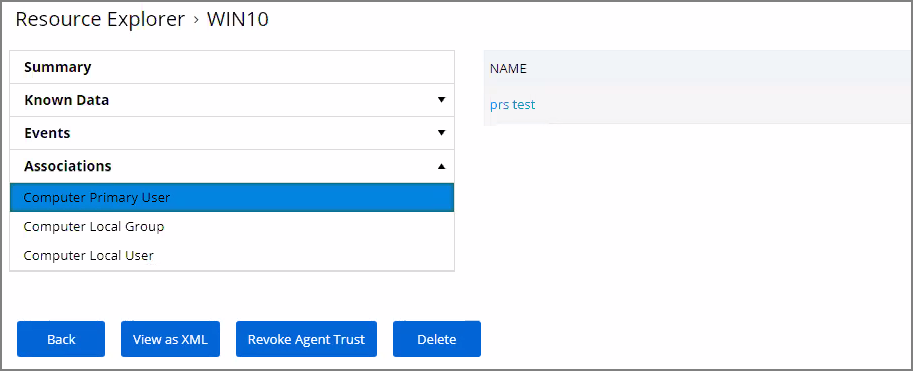 Resource Explorer › WIN10
Summary
Known Data
Events
Associations
Computer Primary User
Computer Local Group
Computer Local User
NAME
prs test
Back
View as XML
Revoke Agent Trust
Delete